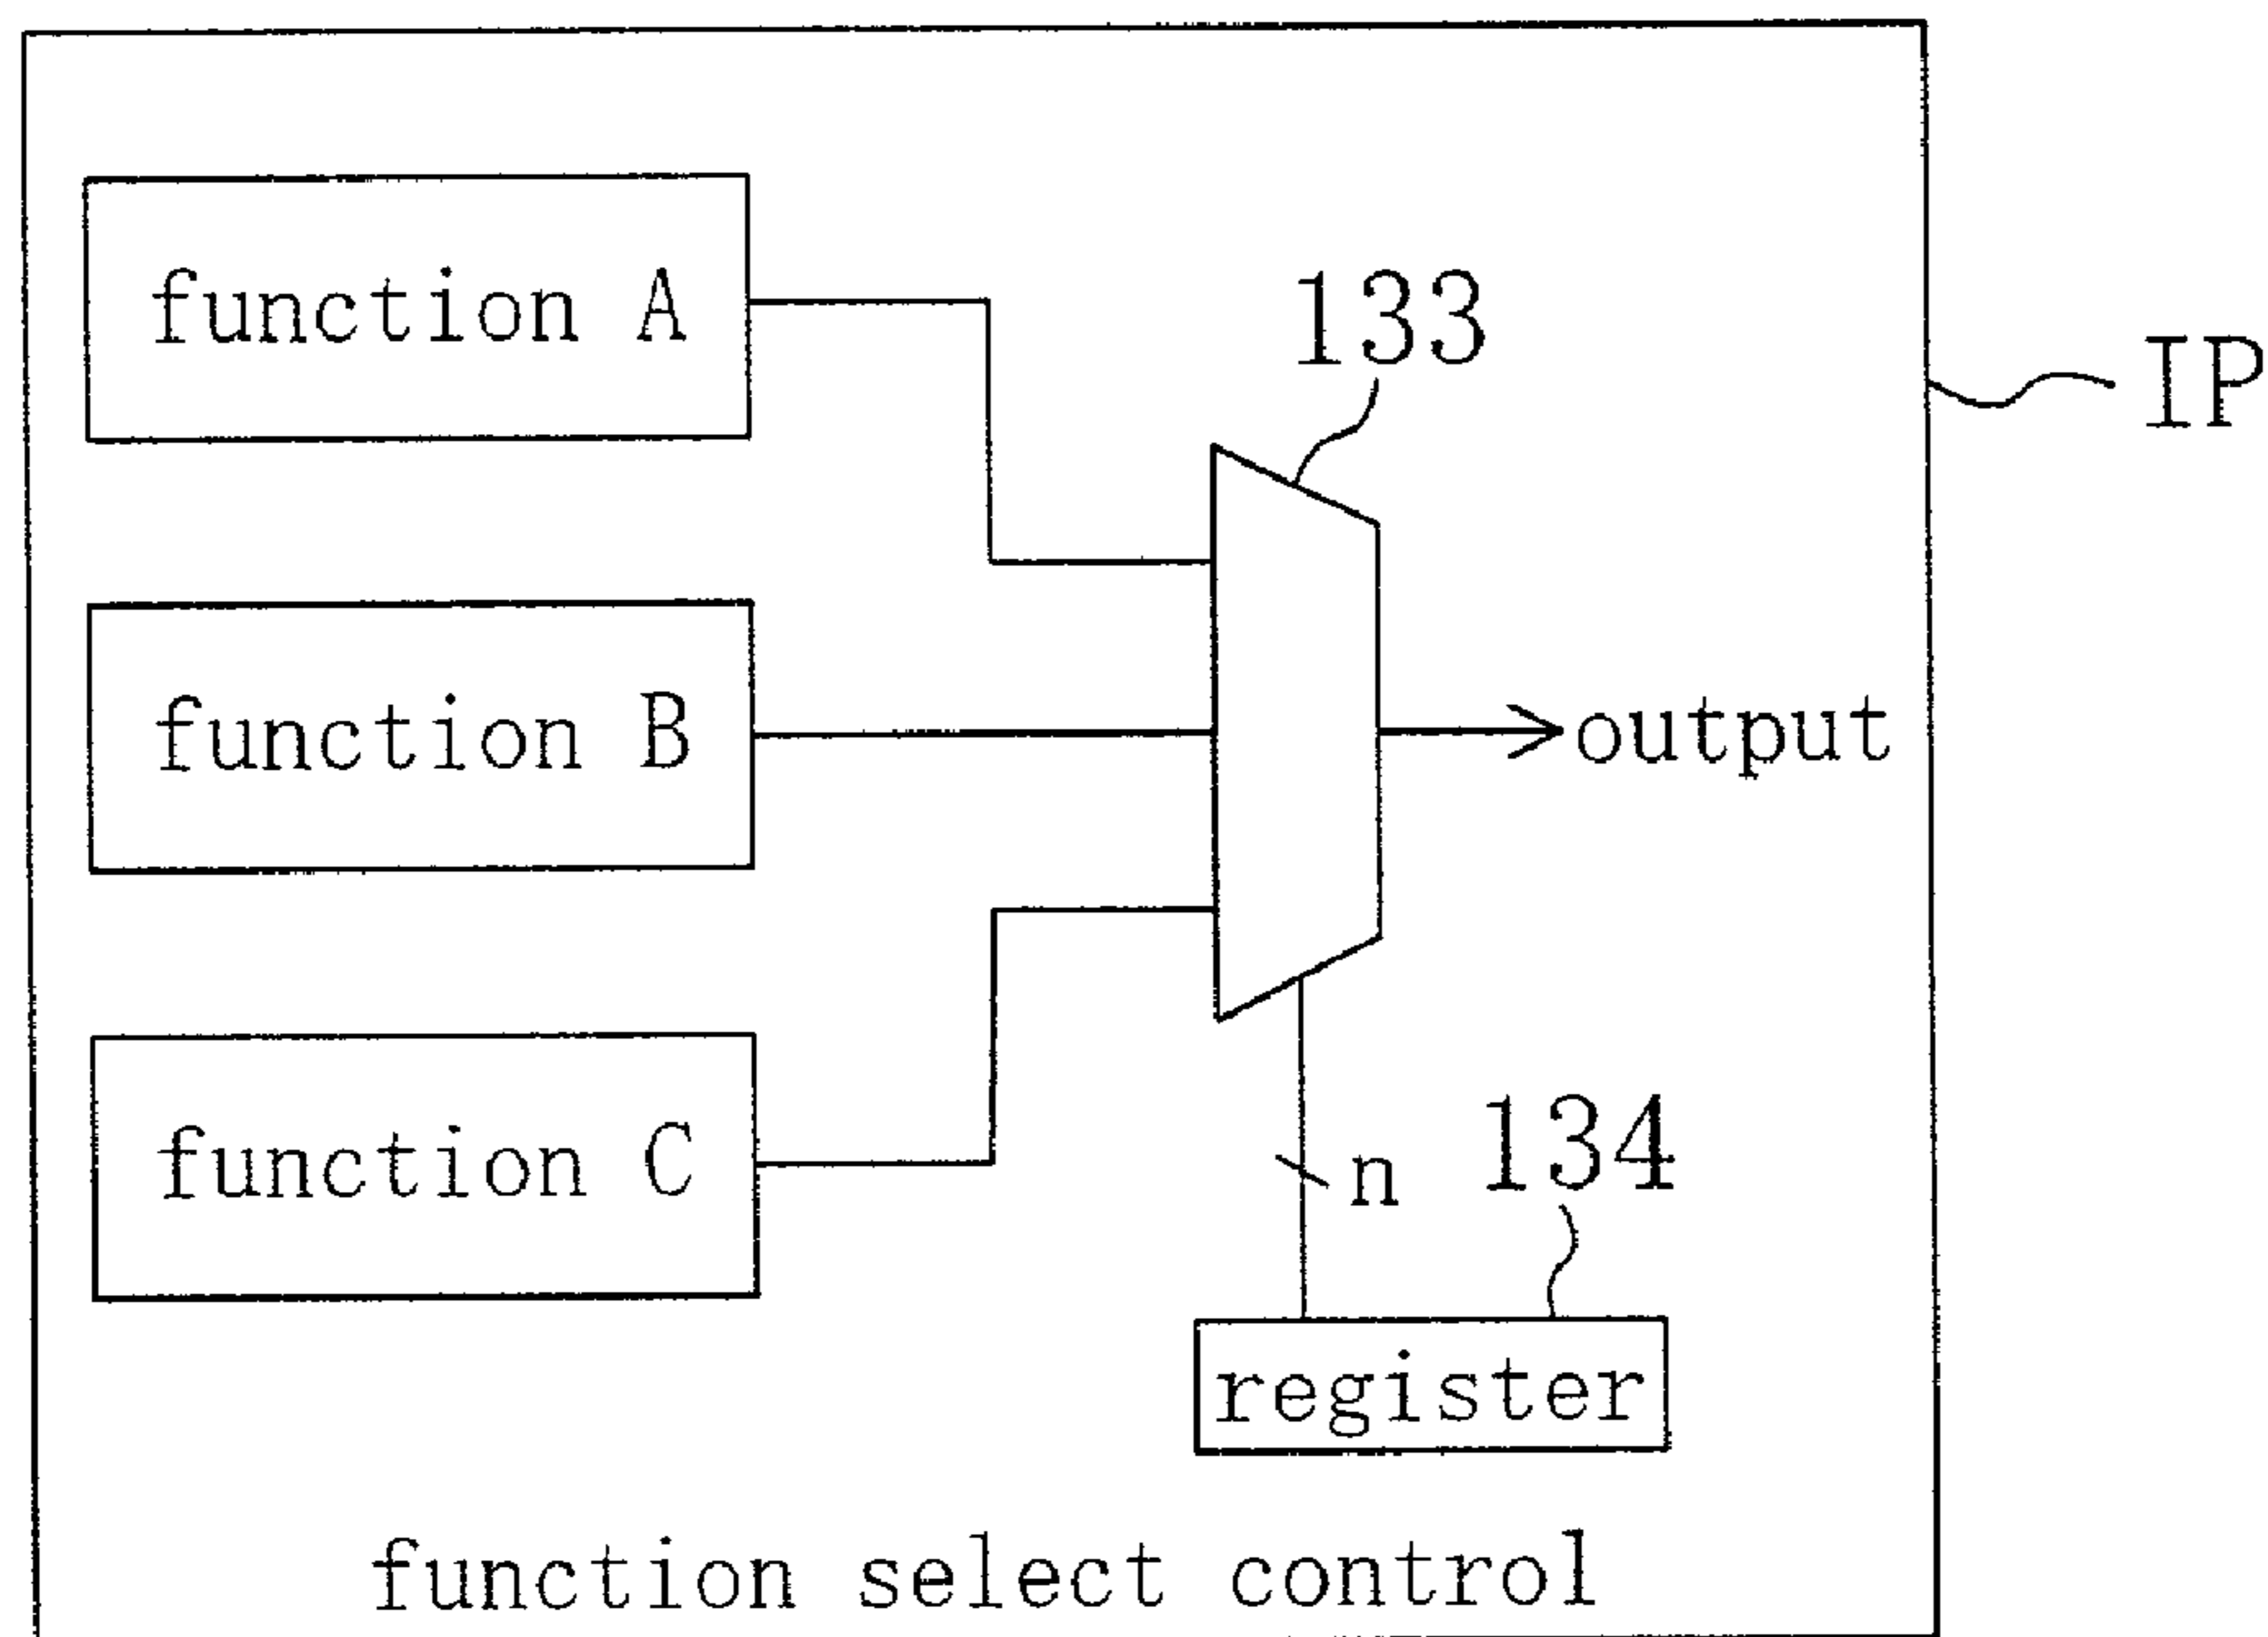 function A
133
IP
function B
output
function C
n
134
register
function select control